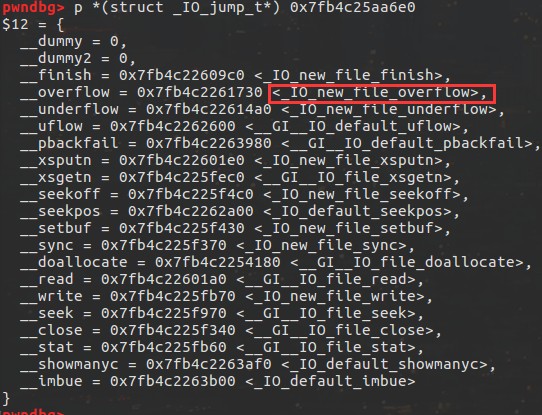 pwndbg> p *(struct _IO_jump_t*) 0x7fb4c25aa6e0
$12 = {
  __dummy = 0,
  __dummy2 = 0,
  __finish = 0x7fb4c22609c0 <_IO_new_file_finish>,
  __overflow = 0x7fb4c2261730 <_IO_new_file_overflow>,
  __underflow = 0x7fb4c22614a0 <_IO_new_file_underflow>,
  __uflow = 0x7fb4c2262600 <__GI__IO_default_uflow>,
  __pbackfail = 0x7fb4c2263980 <__GI__IO_default_pbackfail>,
  __xsputn = 0x7fb4c22601e0 <_IO_new_file_xsputn>,
  __xsgetn = 0x7fb4c225fec0 <__GI__IO_file_xsgetn>,
  __seekoff = 0x7fb4c225f4c0 <_IO_new_file_seekoff>,
  __seekpos = 0x7fb4c2262a00 <_IO_default_seekpos>,
  __setbuf = 0x7fb4c225f430 <_IO_new_file_setbuf>,
  __sync = 0x7fb4c225f370 <_IO_new_file_sync>,
  __doallocate = 0x7fb4c2254180 <__GI__IO_file_doallocate>,
  __read = 0x7fb4c22601a0 <__GI__IO_file_read>,
  __write = 0x7fb4c225fb70 <_IO_new_file_write>,
  __seek = 0x7fb4c225f970 <__GI__IO_file_seek>,
  __close = 0x7fb4c225f340 <__GI__IO_file_close>,
  __stat = 0x7fb4c225fb60 <__GI__IO_file_stat>,
  __showmanyc = 0x7fb4c2263af0 <_IO_default_showmanyc>,
  __imbue = 0x7fb4c2263b00 <_IO_default_imbue>
}
pwndbg>